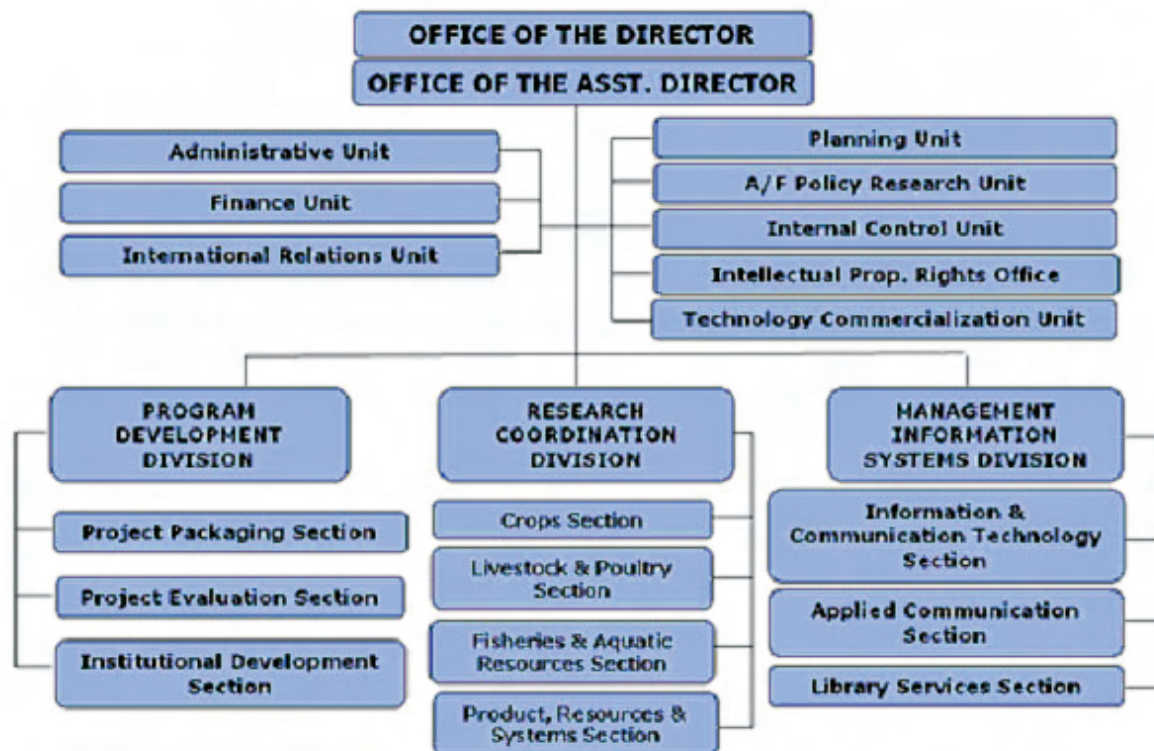 OFFICE OF THE DIRECTOR
OFFICE OF THE ASST. DIRECTOR
Administrative Unit
Finance Unit
International Relations Unit
Planning Unit
A/F Policy Research Unit
Internal Control Unit
Intellectual Prop. Rights Office
Technology Commercialization Unit
PROGRAM
DEVELOPMENT
DIVISION
Project Packaging Section
Project Evaluation Section
Institutional Development
Section
RESEARCH
COORDINATION
DIVISION
Crops Section
Livestock & Poultry
Section
Fisheries & Aquatic
Resources Section
Product, Resources &
Systems Section
MANAGEMENT
INFORMATION
SYSTEMS DIVISION
Information &
Communication Technology
Section
Applied Communication
Section
Library Services Section